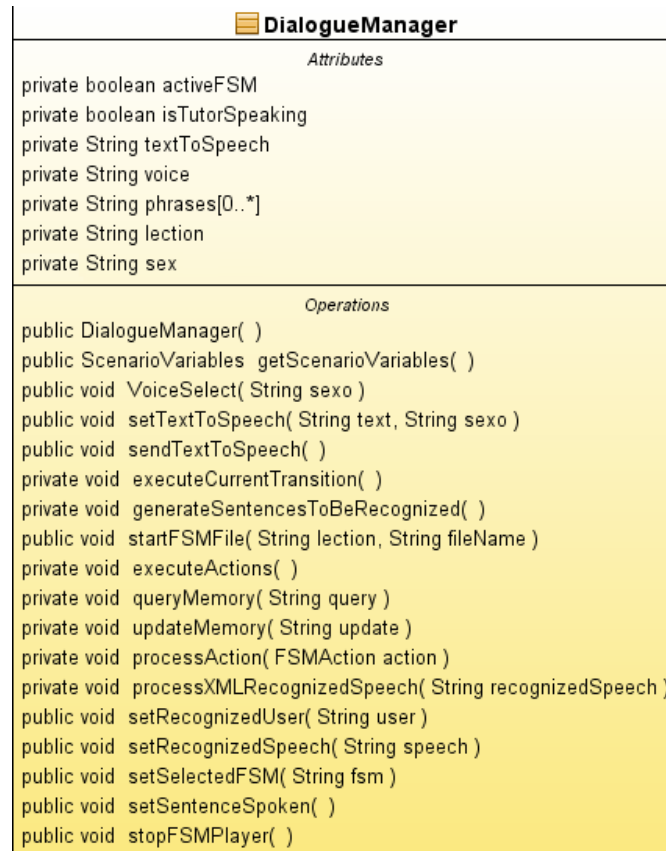 DialogueManager
Attributes
private boolean activeFSM
private boolean isTutorSpeaking
private String textToSpeech
private String voice
private String phrases[0..*]
private String lection
private String sex
Operations
public DialogueManager( )
public ScenarioVariables getScenarioVariables( )
public void VoiceSelect( String sexo )
public void setTextToSpeech( String text, String sexo )
public void sendTextToSpeech( )
private void executeCurrentTransition( )
private void generateSentencesToBeRecognized( )
public void startFSMFile( String lection, String fileName )
private void executeActions( )
private void queryMemory( String query )
private void updateMemory( String update )
private void processAction( FSMAction action )
private void processXMLRecognizedSpeech( String recognizedSpeech )
public void setRecognizedUser( String user )
public void setRecognizedSpeech( String speech )
public void setSelectedFSM( String fsm )
public void setSentenceSpoken( )
public void stopFSMPlayer( )